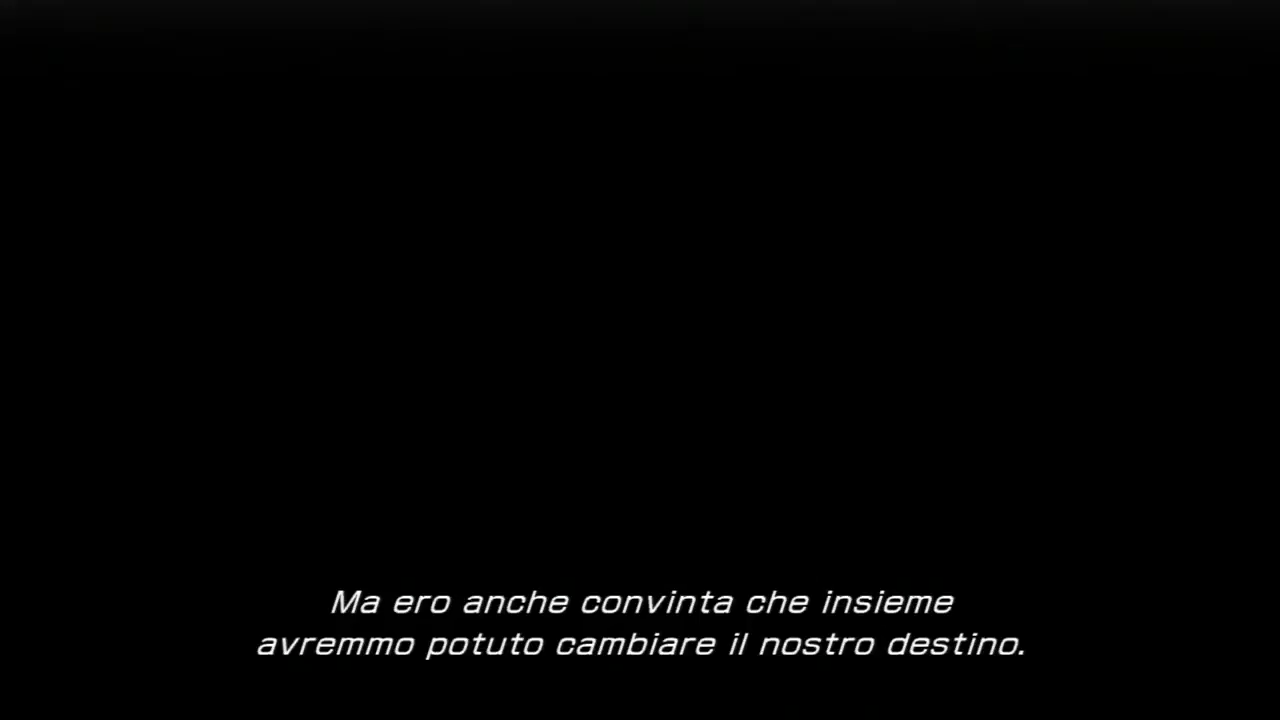 Ma ero anche convinta che insieme
avremmo potuto cambiare il nostro destino.